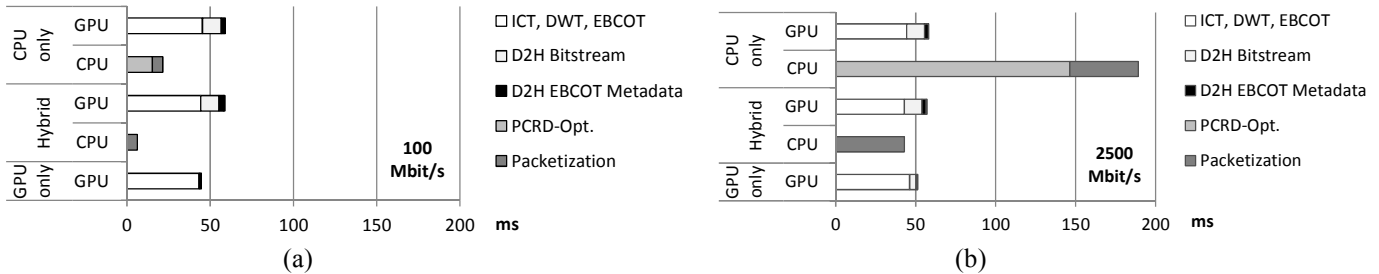 CPU only
GPU
CPU
Hybrid
GPU
CPU
GPU only
GPU
100 Mbit/s
0 50 100 150 200 ms
ICT, DWT, EBCOT
D2H Bitstream
D2H EBCOT Metadata
PCRD-Opt.
Packetization
(a)
CPU only
GPU
CPU
Hybrid
GPU
CPU
GPU only
GPU
2500 Mbit/s
0 50 100 150 200 ms
ICT, DWT, EBCOT
D2H Bitstream
D2H EBCOT Metadata
PCRD-Opt.
Packetization
(b)